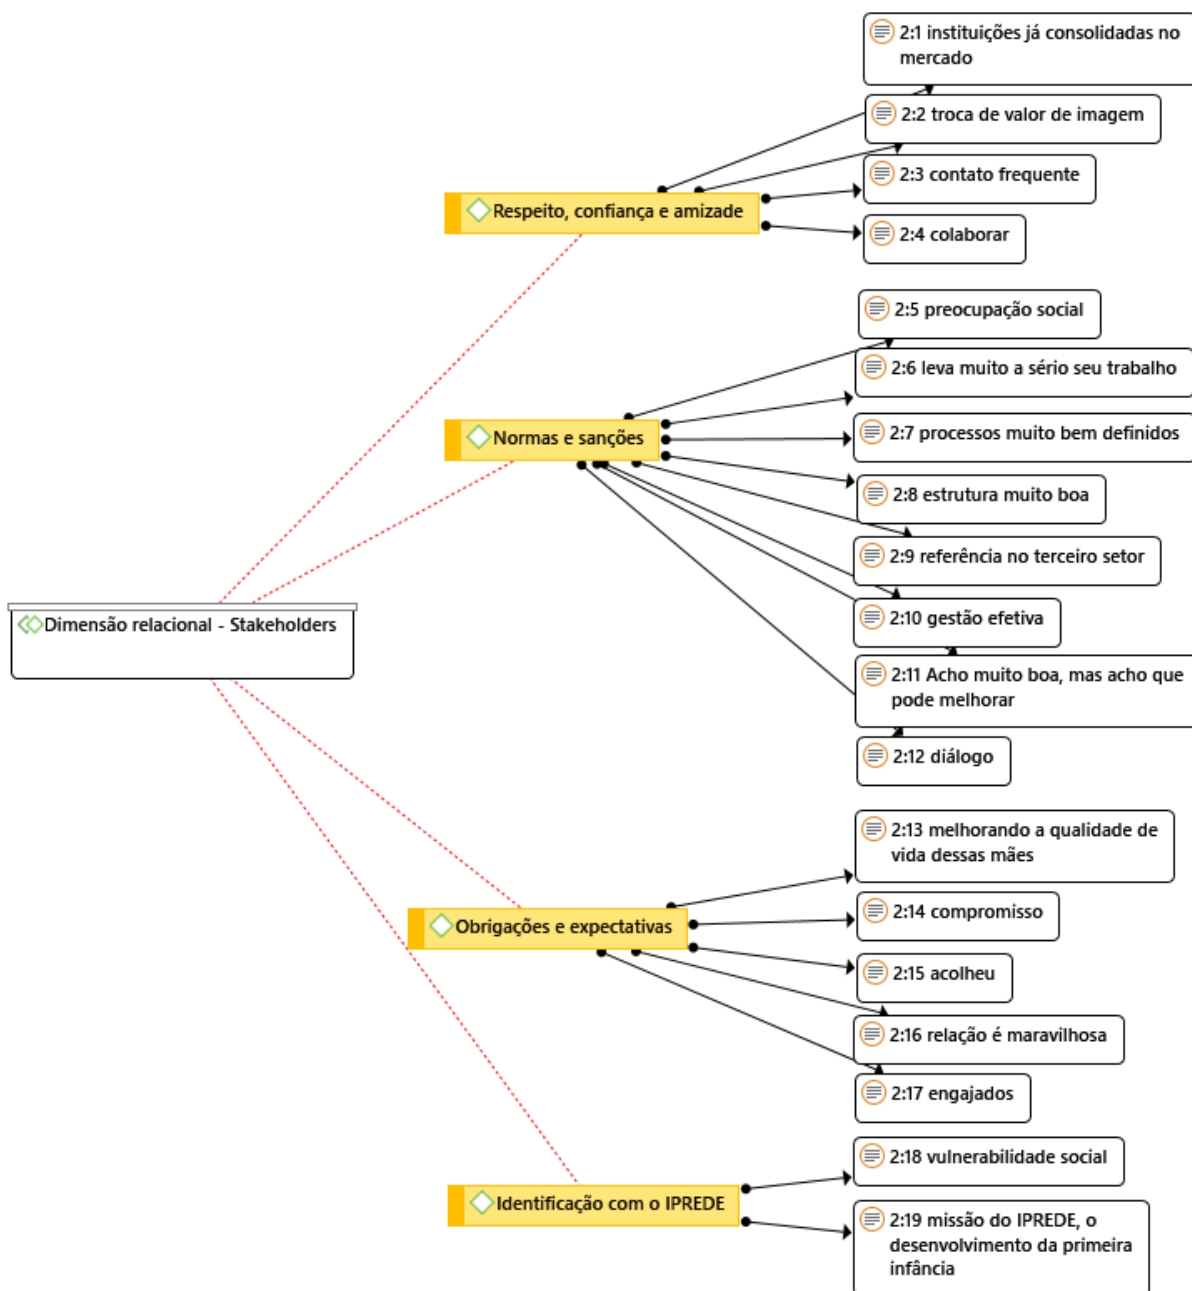 2:1 instituições já consolidadas no
mercado
2:2 troca de valor de imagem
2:3 contato frequente
Respeito, confiança e amizade
2:4 colaborar
2:5 preocupação social
2:6 leva muito a sério seu trabalho
Normas e sanções
2:7 processos muito bem definidos
2:8 estrutura muito boa
2:9 referência no terceiro setor
2:10 gestão efetiva
Dimensão relacional - Stakeholders
2:11 Acho muito boa, mas acho que
pode melhorar
2:12 diálogo
2:13 melhorando a qualidade de
vida dessas mães
2:14 compromisso
Obrigações e expectativas
2:15 acolheu
2:16 relação é maravilhosa
2:17 engajados
2:18 vulnerabilidade social
Identificação com o IPREDE
2:19 missão do IPREDE, o
desenvolvimento da primeira
infância